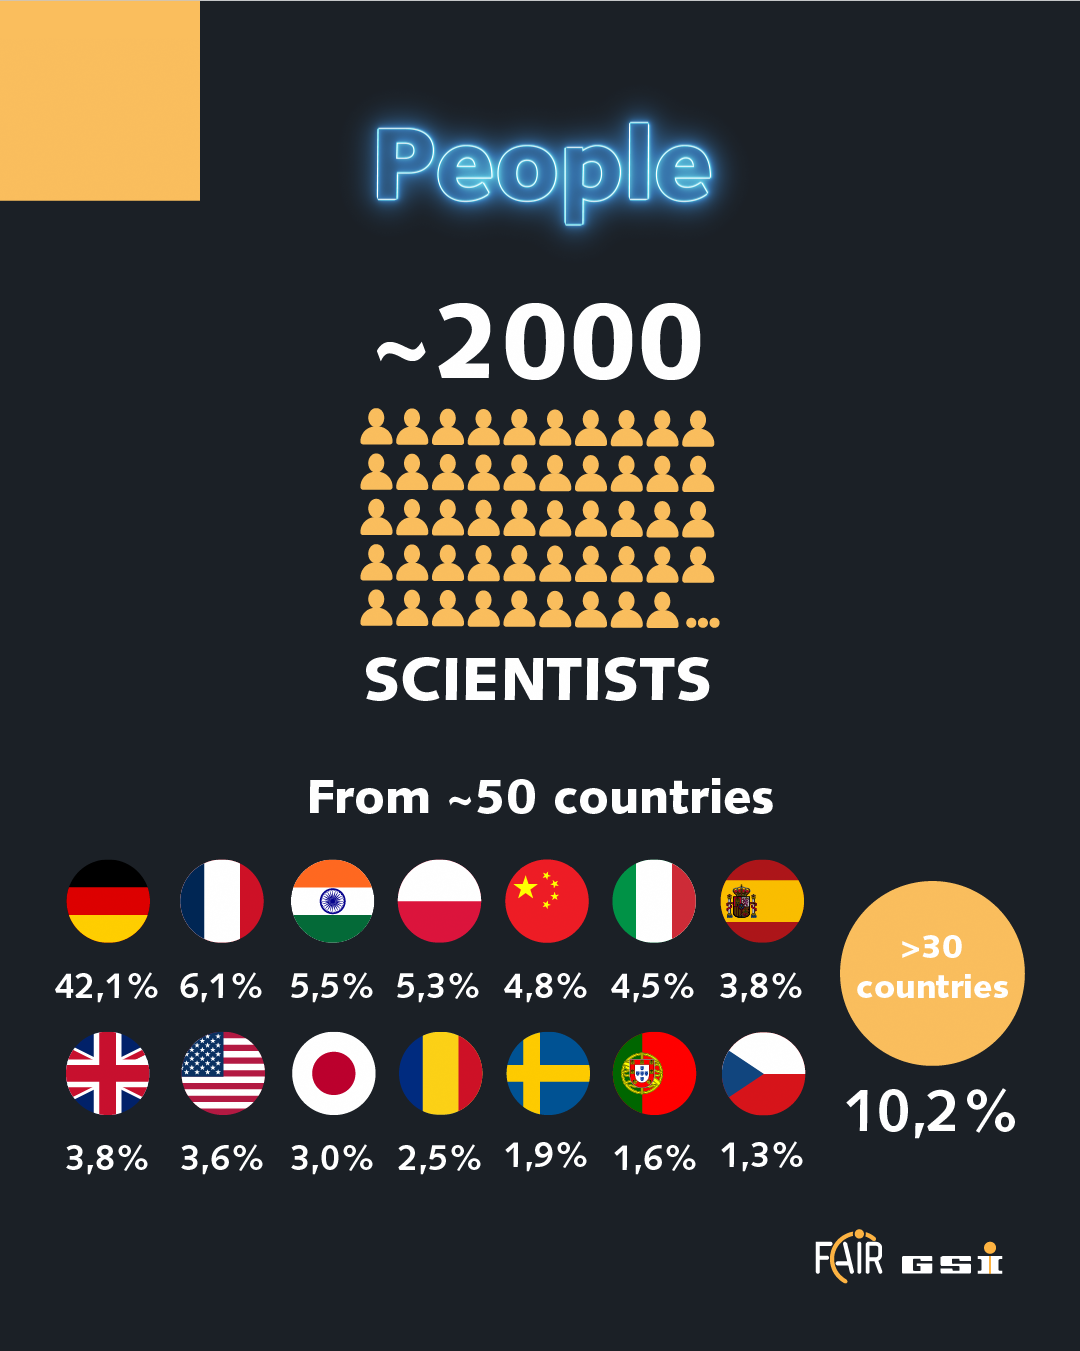 People
~2000
SCIENTISTS
From ~50 countries
42,1% 6,1% 5,5% 5,3% 4,8% 4,5% 3,8%
>30
countries
10,2%
3,8% 3,6% 3,0% 2,5% 1,9% 1,6% 1,3%
FAIR GSI